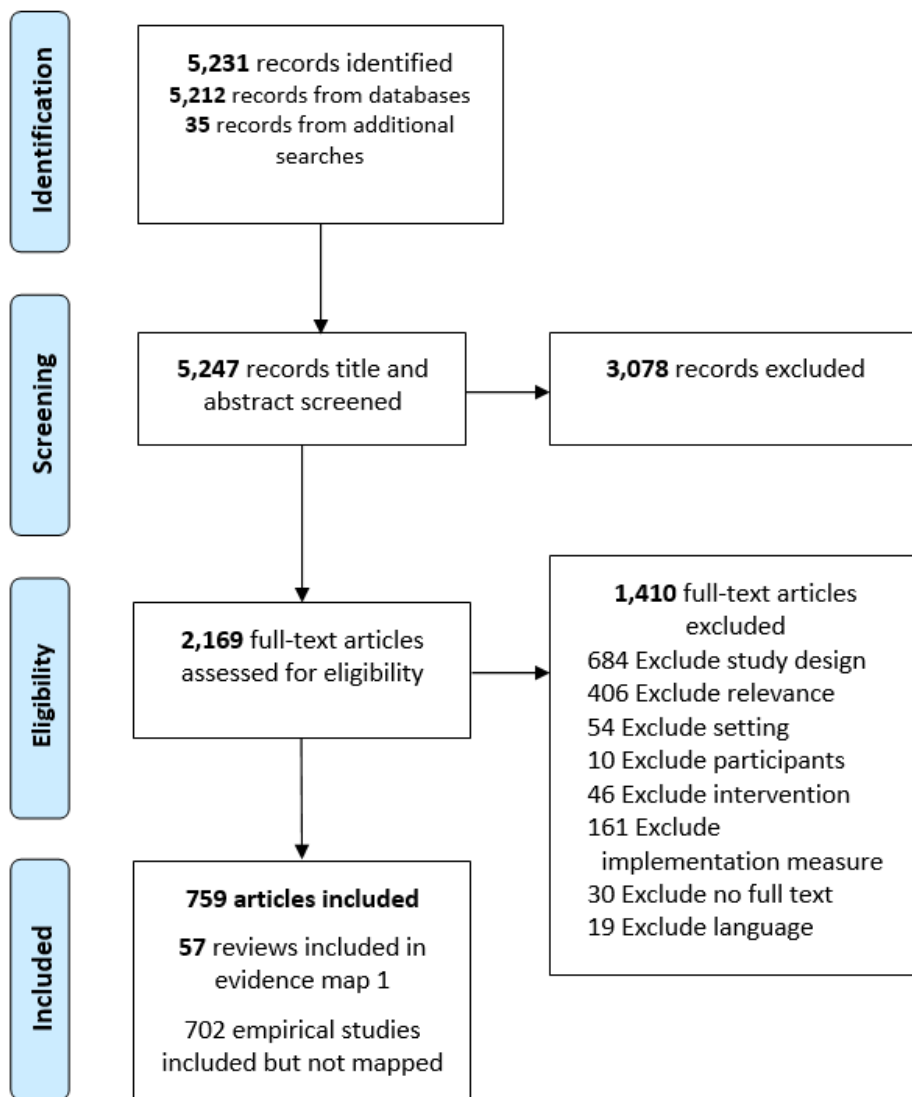 Identification
5,231 records identified
5,212 records from databases
35 records from additional
searches
Screening
5,247 records title and
abstract screened
3,078 records excluded
Eligibility
2,169 full-text articles
assessed for eligibility
1,410 full-text articles
excluded
684 Exclude study design
406 Exclude relevance
54 Exclude setting
10 Exclude participants
46 Exclude intervention
161 Exclude
implementation measure
30 Exclude no full text
19 Exclude language
Included
759 articles included
57 reviews included in
evidence map 1
702 empirical studies
included but not mapped